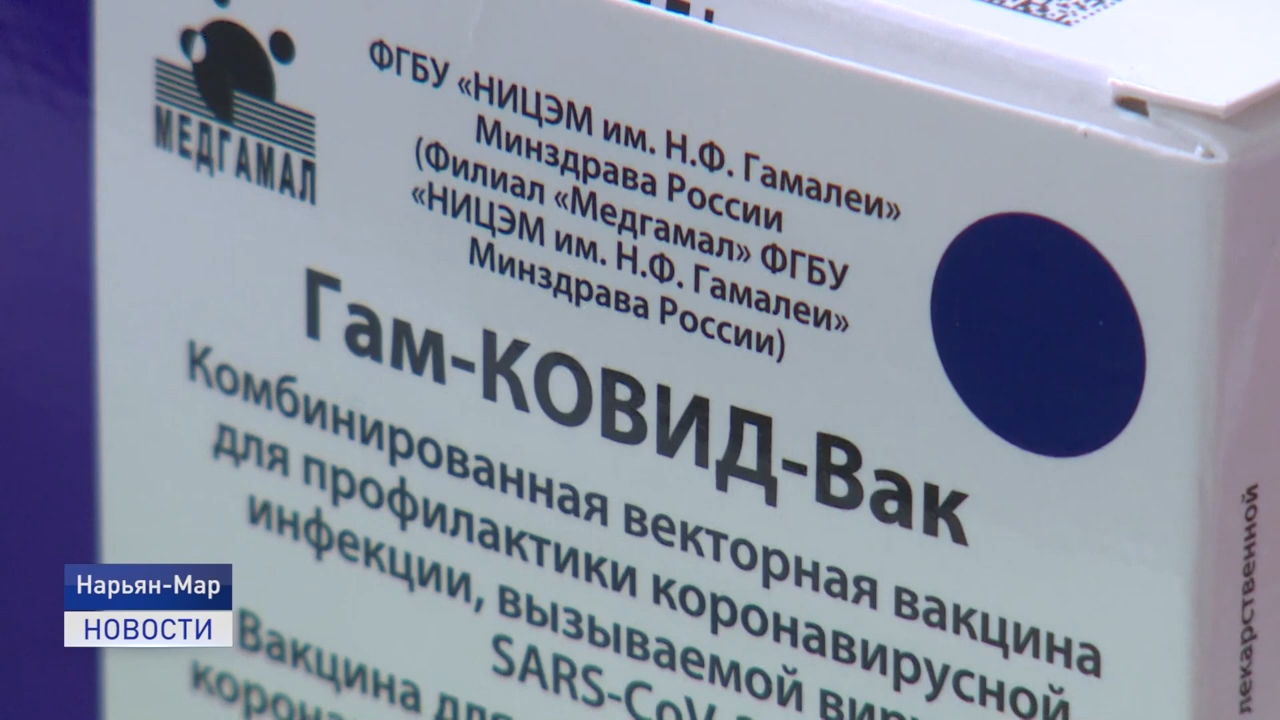 МЕДГАМАЛ
ФГБУ «НИЦЭМ им. Н.Ф. Гамалеи»
Минздрава России
(Филиал «Медгамал» ФГБУ
«НИЦЭМ им. Н.Ф. Гамалеи»
Минздрава России)
Гам-КОВИД-Вак
Комбинированная векторная вакцина
для профилактики коронавирусной
инфекции, вызываемой
SARS-CoV
Вакцина для
лекарственной
Нарьян-Мар
НОВОСТИ